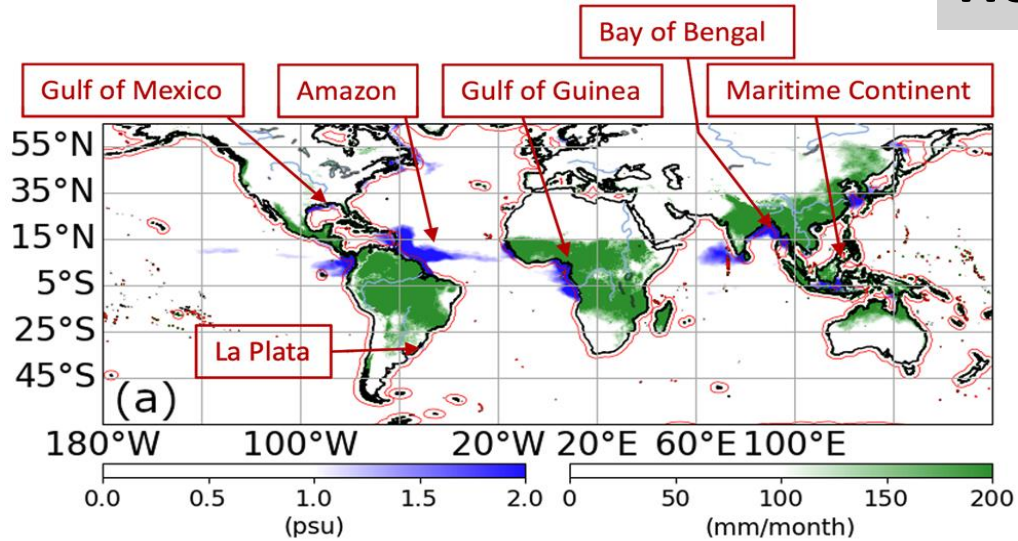 Bay of Bengal
Gulf of Mexico
Amazon
Gulf of Guinea
Maritime Continent
55°N
35°N
15°N
5°S
25°S
45°S
La Plata
(a)
180°W 100°W 20°W 20°E 60°E 100°E
0.0 0.5 1.0 1.5 2.0
(psu)
0 50 100 150 200
(mm/month)